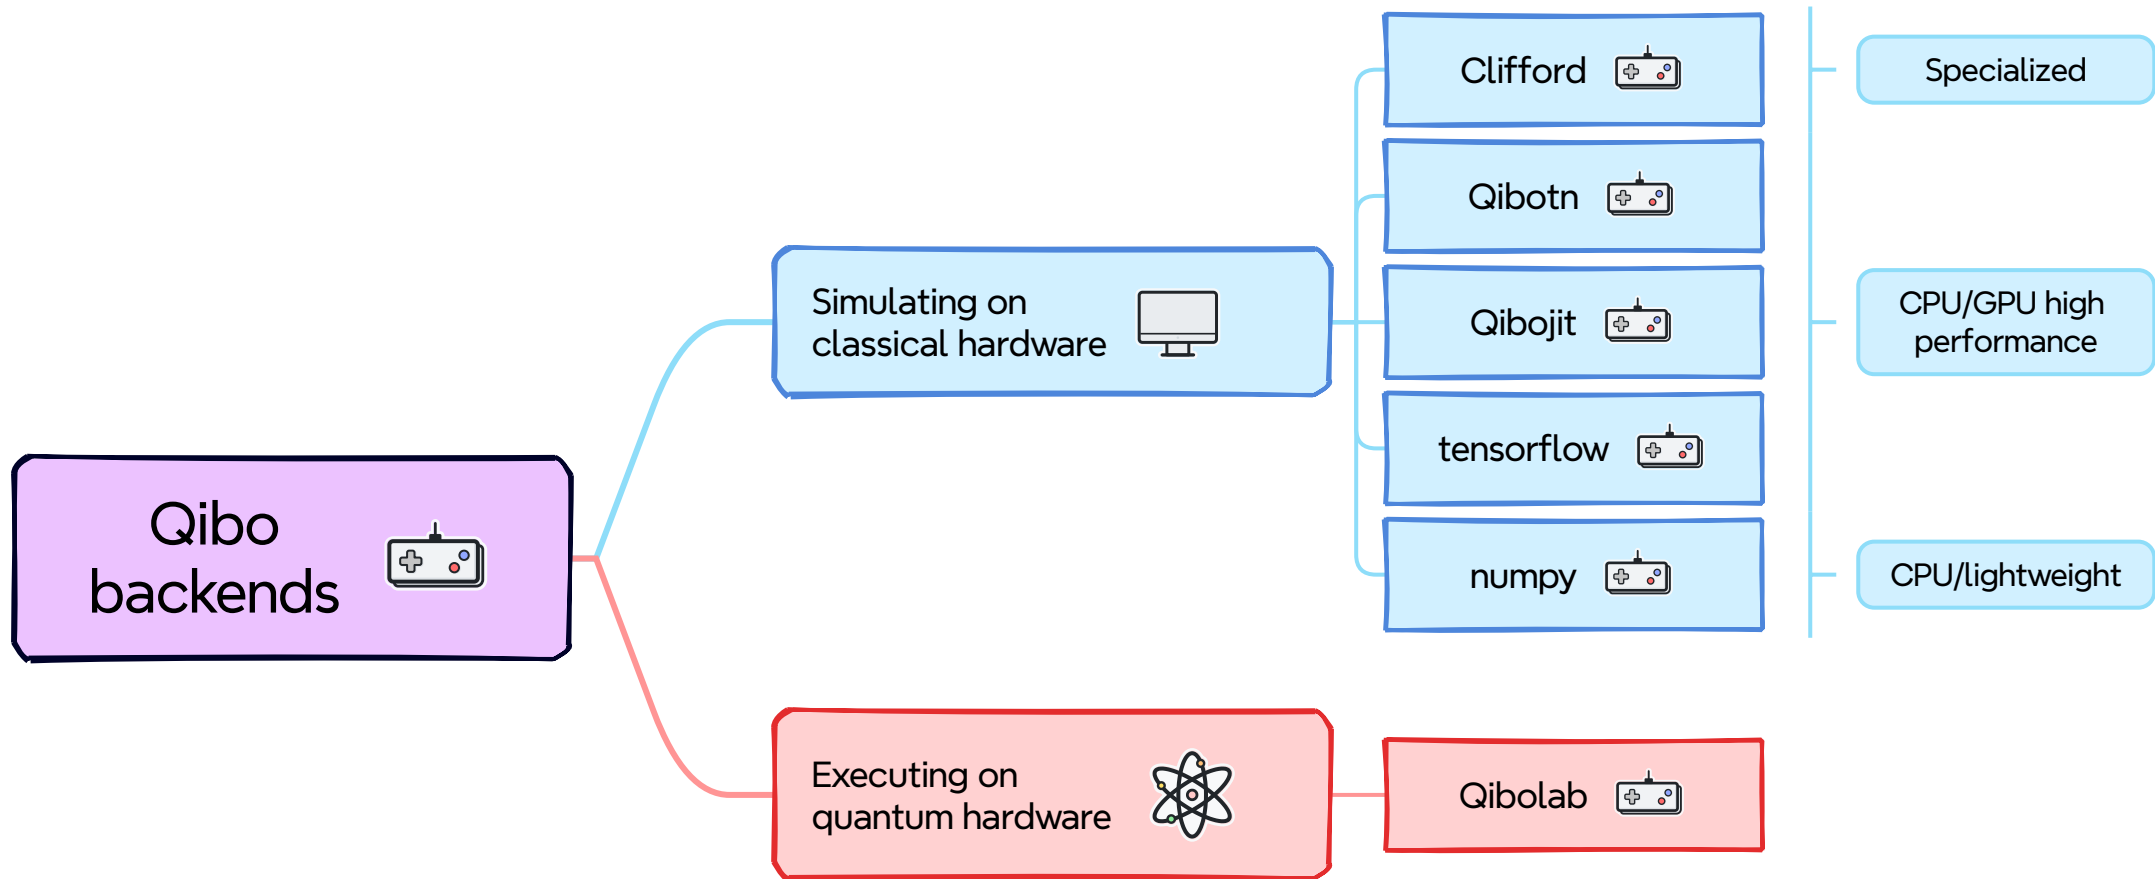 Qibo
backends
Simulating on
classical hardware
Clifford
Qibotn
Qibojit
tensorflow
numpy
Specialized
CPU/GPU high
performance
CPU/lightweight
Executing on
quantum hardware
Qibolab